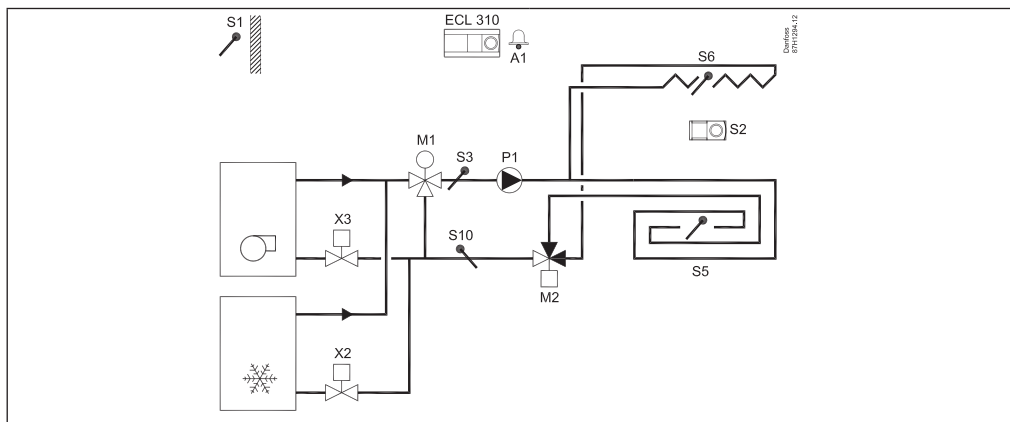 S1
ECL 310
A1
Danfoss
87H1294.12
S6
S2
M1
S3
P1
X3
S10
M2
S5
X2